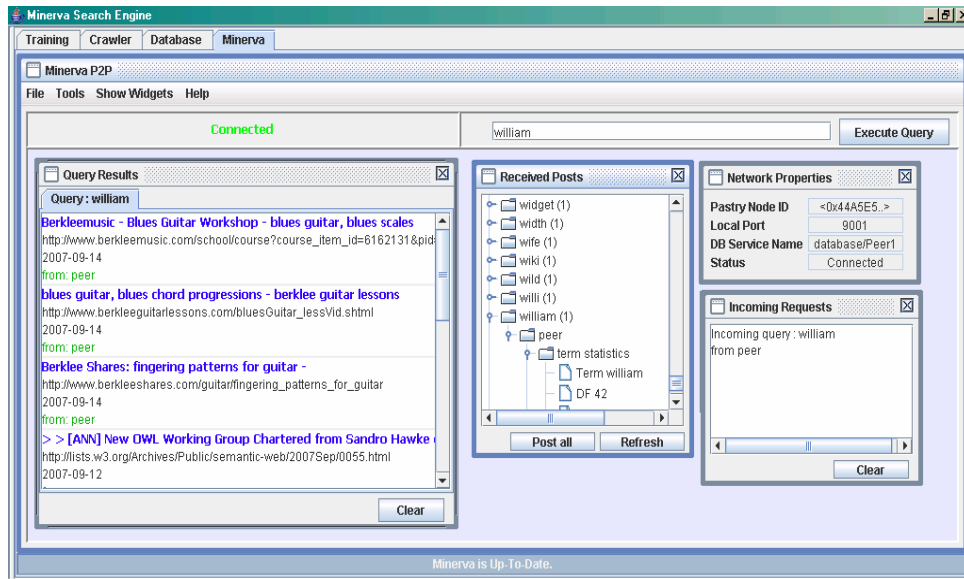 Minerva Search Engine
Training Crawler Database Minerva
Minerva P2P
File Tools Show Widgets Help
Connected
william
Execute Query
Query Results
Query : william
Berkleemusic - Blues Guitar Workshop - blues guitar, blues scales
http://www.berkleemusic.com/school/course?course_item_id=6162131&pid=
2007-09-14
from: peer
blues guitar, blues chord progressions - berklee guitar lessons
http://www.berkleeguitarlessons.com/bluesGuitar_lessVid.shtml
2007-09-14
from: peer
Berklee Shares: fingering patterns for guitar -
http://www.berkleeshares.com/guitar/fingering_patterns_for_guitar
2007-09-14
from: peer
> > [ANN] New OWL Working Group Chartered from Sandro Hawke
http://lists.w3.org/Archives/Public/semantic-web/2007Sep/0055.html
2007-09-12
Clear
Received Posts
widget (1)
width (1)
wife (1)
wiki (1)
wild (1)
willi (1)
william (1)
peer
term statistics
Term william
DF 42
Post all Refresh
Network Properties
Pastry Node ID <0x44A5E5..>
Local Port 9001
DB Service Name database/Peer1
Status Connected
Incoming Requests
Incoming query : william
from peer
Clear
Minerva is Up-To-Date.